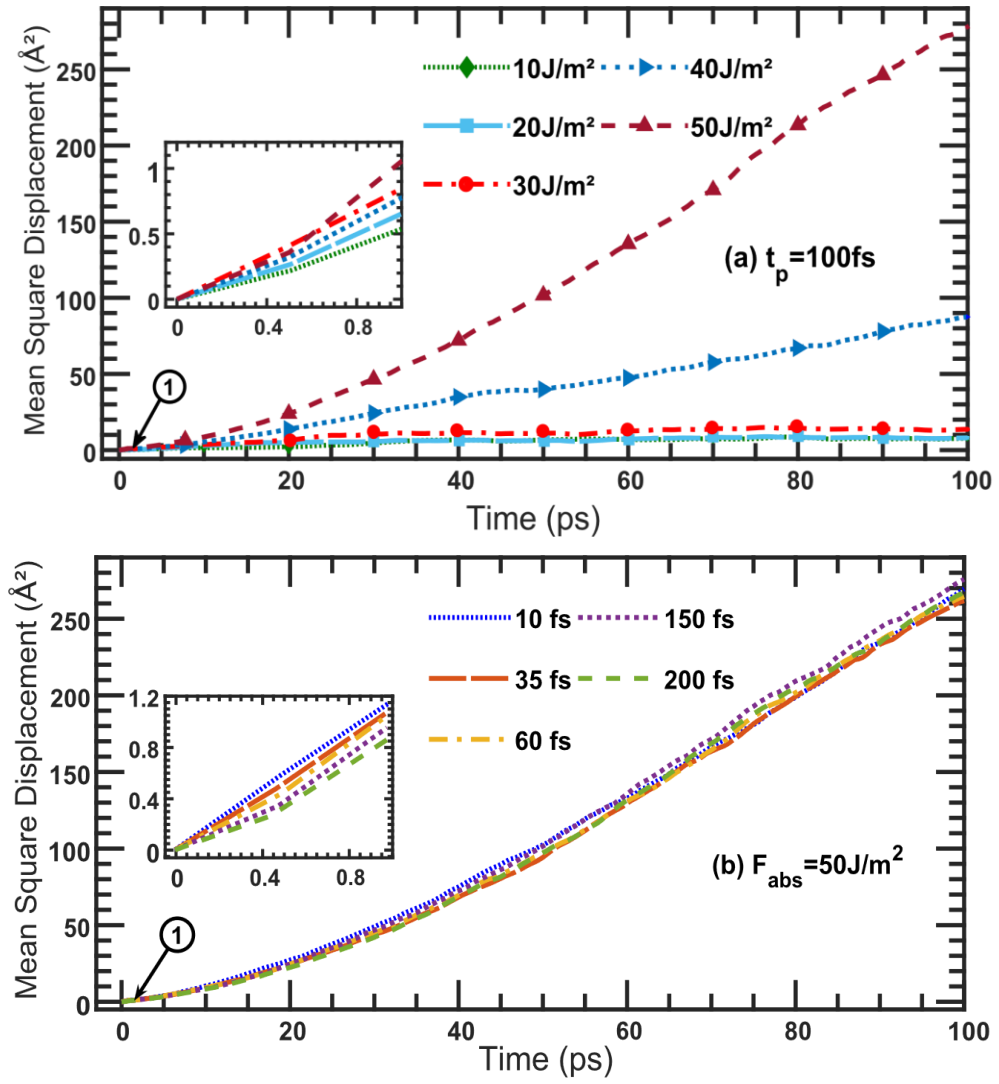 Mean Square Displacement (Å²)
250
200
150
100
50
0
10J/m² 40J/m²
20J/m² 50J/m²
30J/m²
1
0.5
0
0 0.4 0.8
(a) tp=100fs
1
0 20 40 60 80 100
Time (ps)
Mean Square Displacement (Å²)
250
200
150
100
50
0
10 fs 150 fs
35 fs 200 fs
60 fs
1.2
0.8
0.4
0
0 0.4 0.8
(b) Fabs=50J/m²
1
0 20 40 60 80 100
Time (ps)